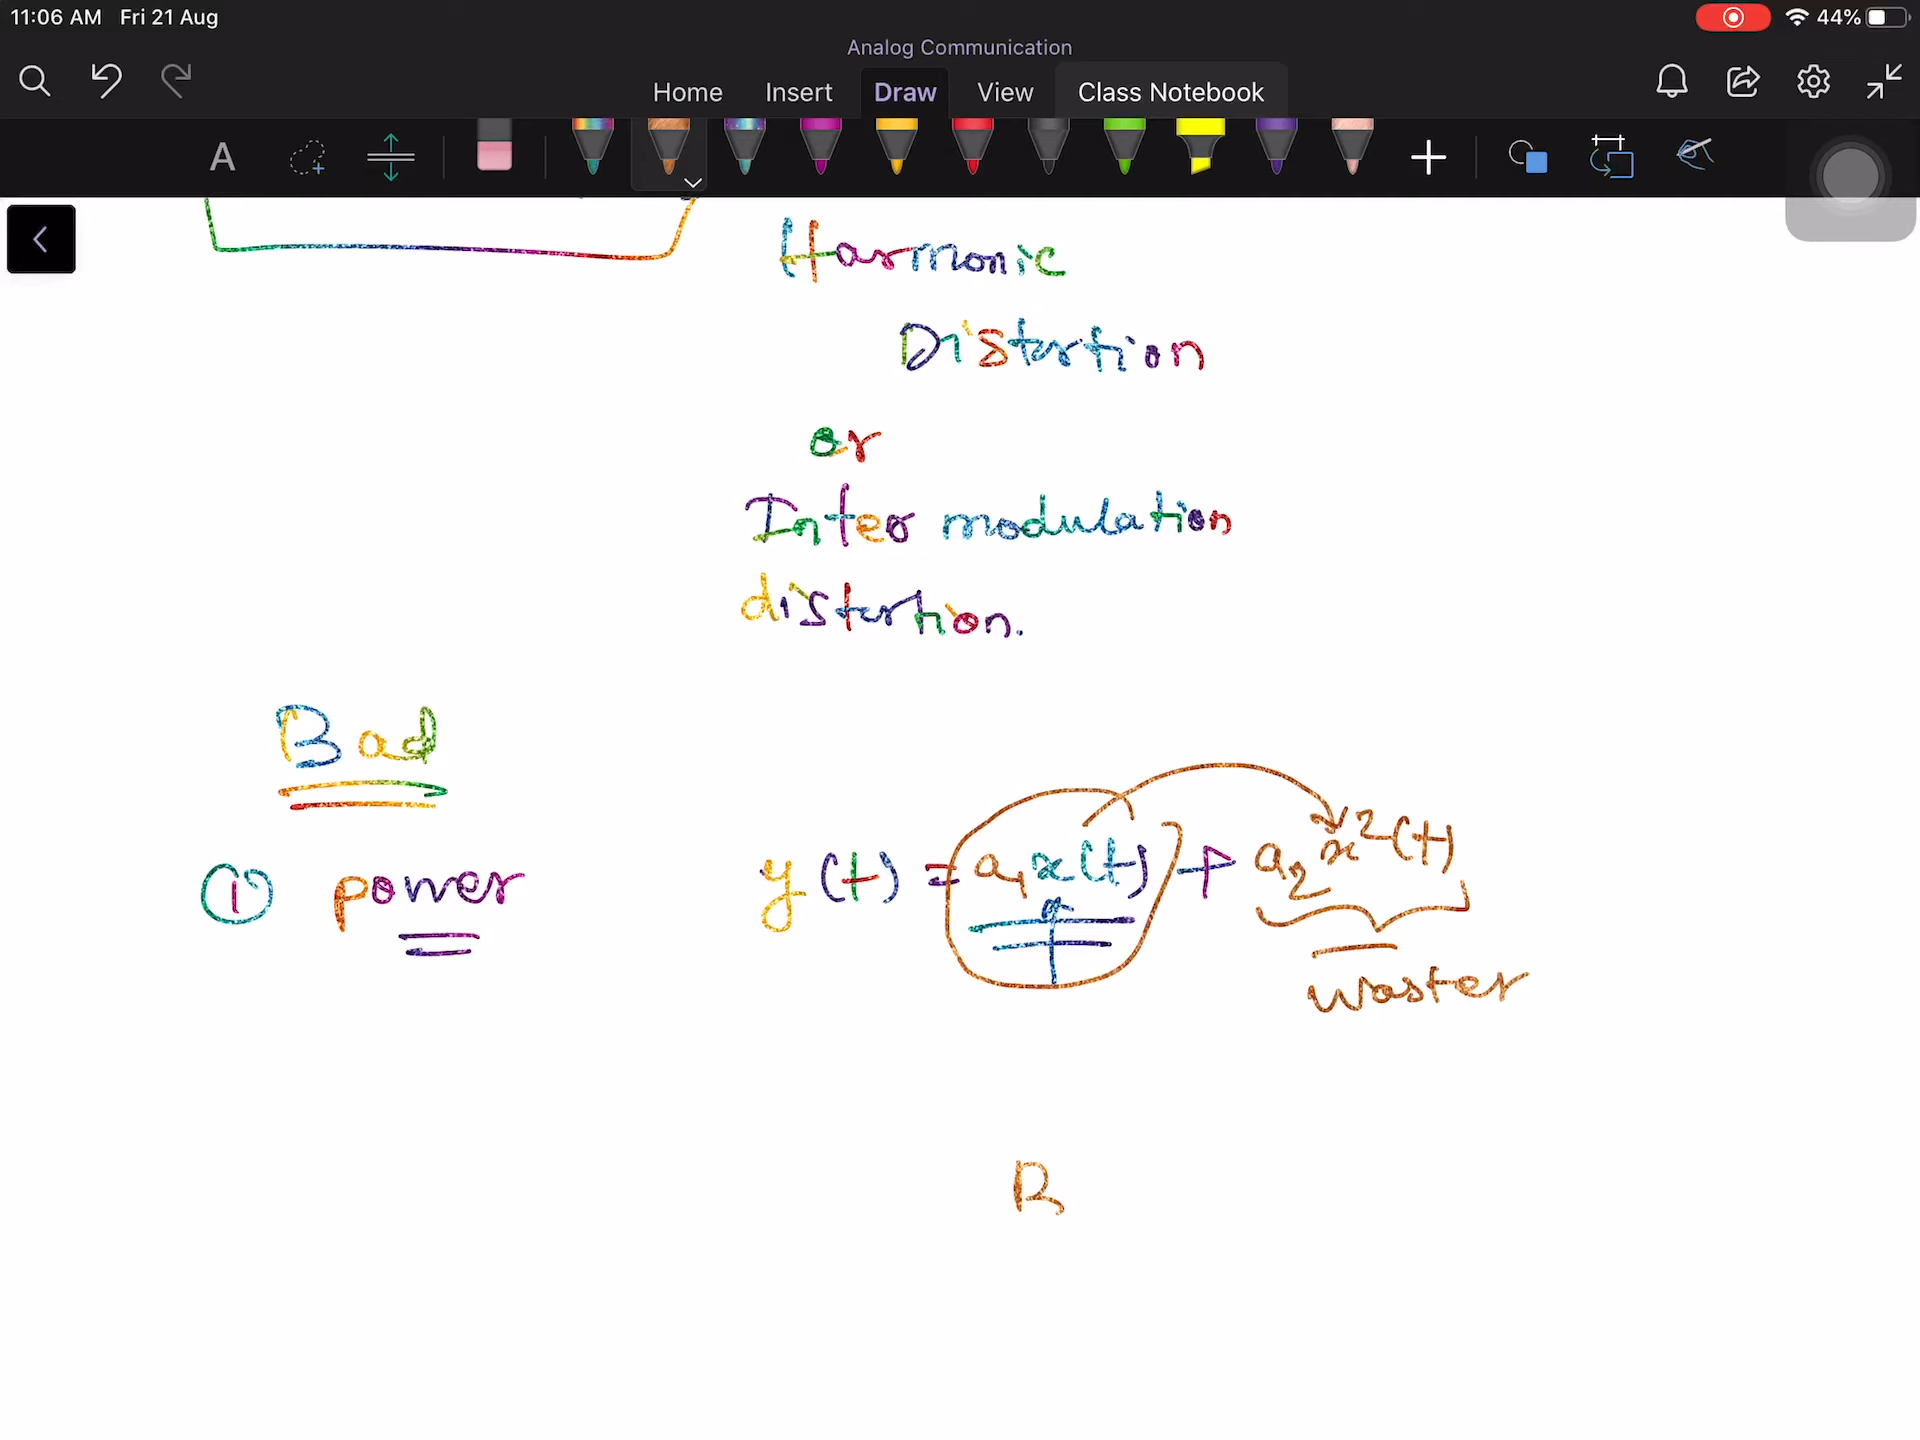 11:06 AM Fri 21 Aug
44%
Analog Communication
Home Insert Draw View Class Notebook
A
Harmonic
Distortion
or
Inter modulation
distortion.
Bad
① power
y(t) = a₁x(t) + a₂x²(t)
waster
R